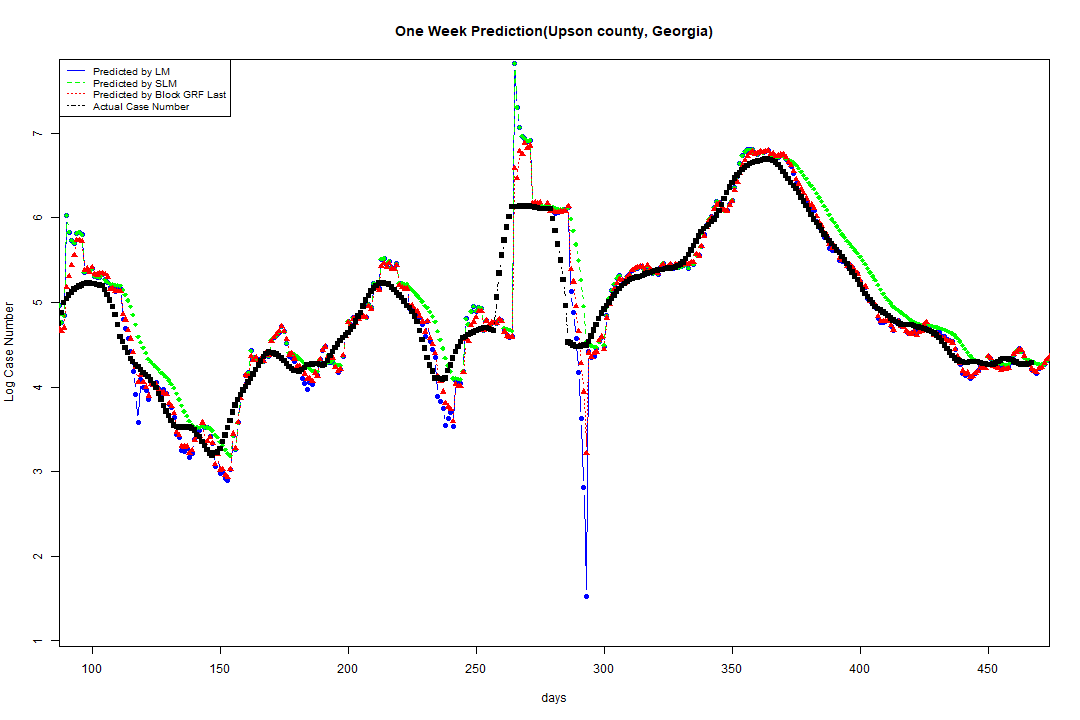 One Week Prediction(Upson county, Georgia)
Predicted by LM
Predicted by SLM
Predicted by Block GRF Last
Actual Case Number
Log Case Number
7
6
5
4
3
2
1
100 150 200 250 300 350 400 450
days